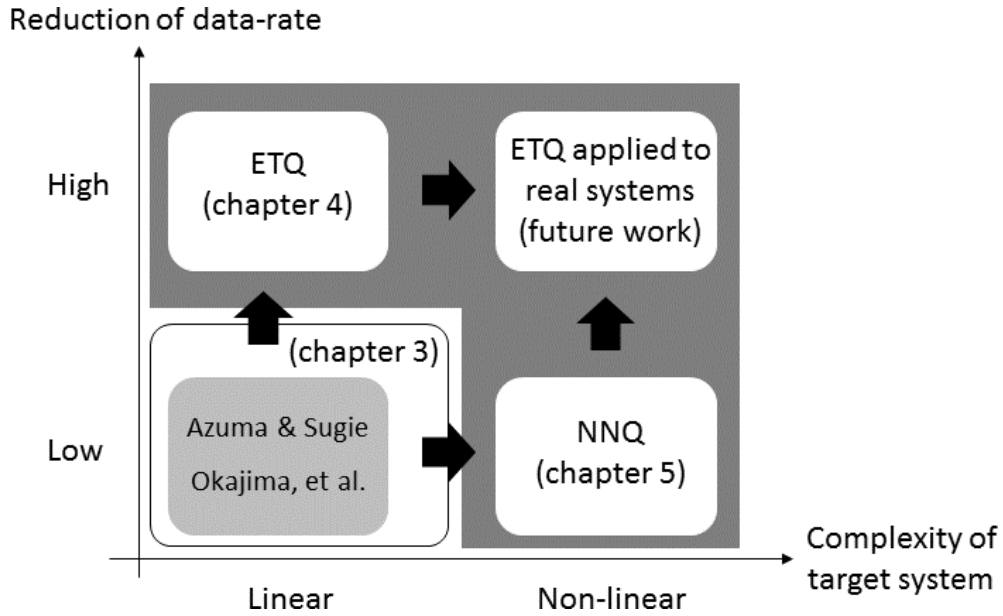 Reduction of data-rate
High
ETQ
(chapter 4)
ETQ applied to
real systems
(future work)
(chapter 3)
Low
Azuma & Sugie
Okajima, et al.
NNQ
(chapter 5)
Complexity of
target system
Linear
Non-linear